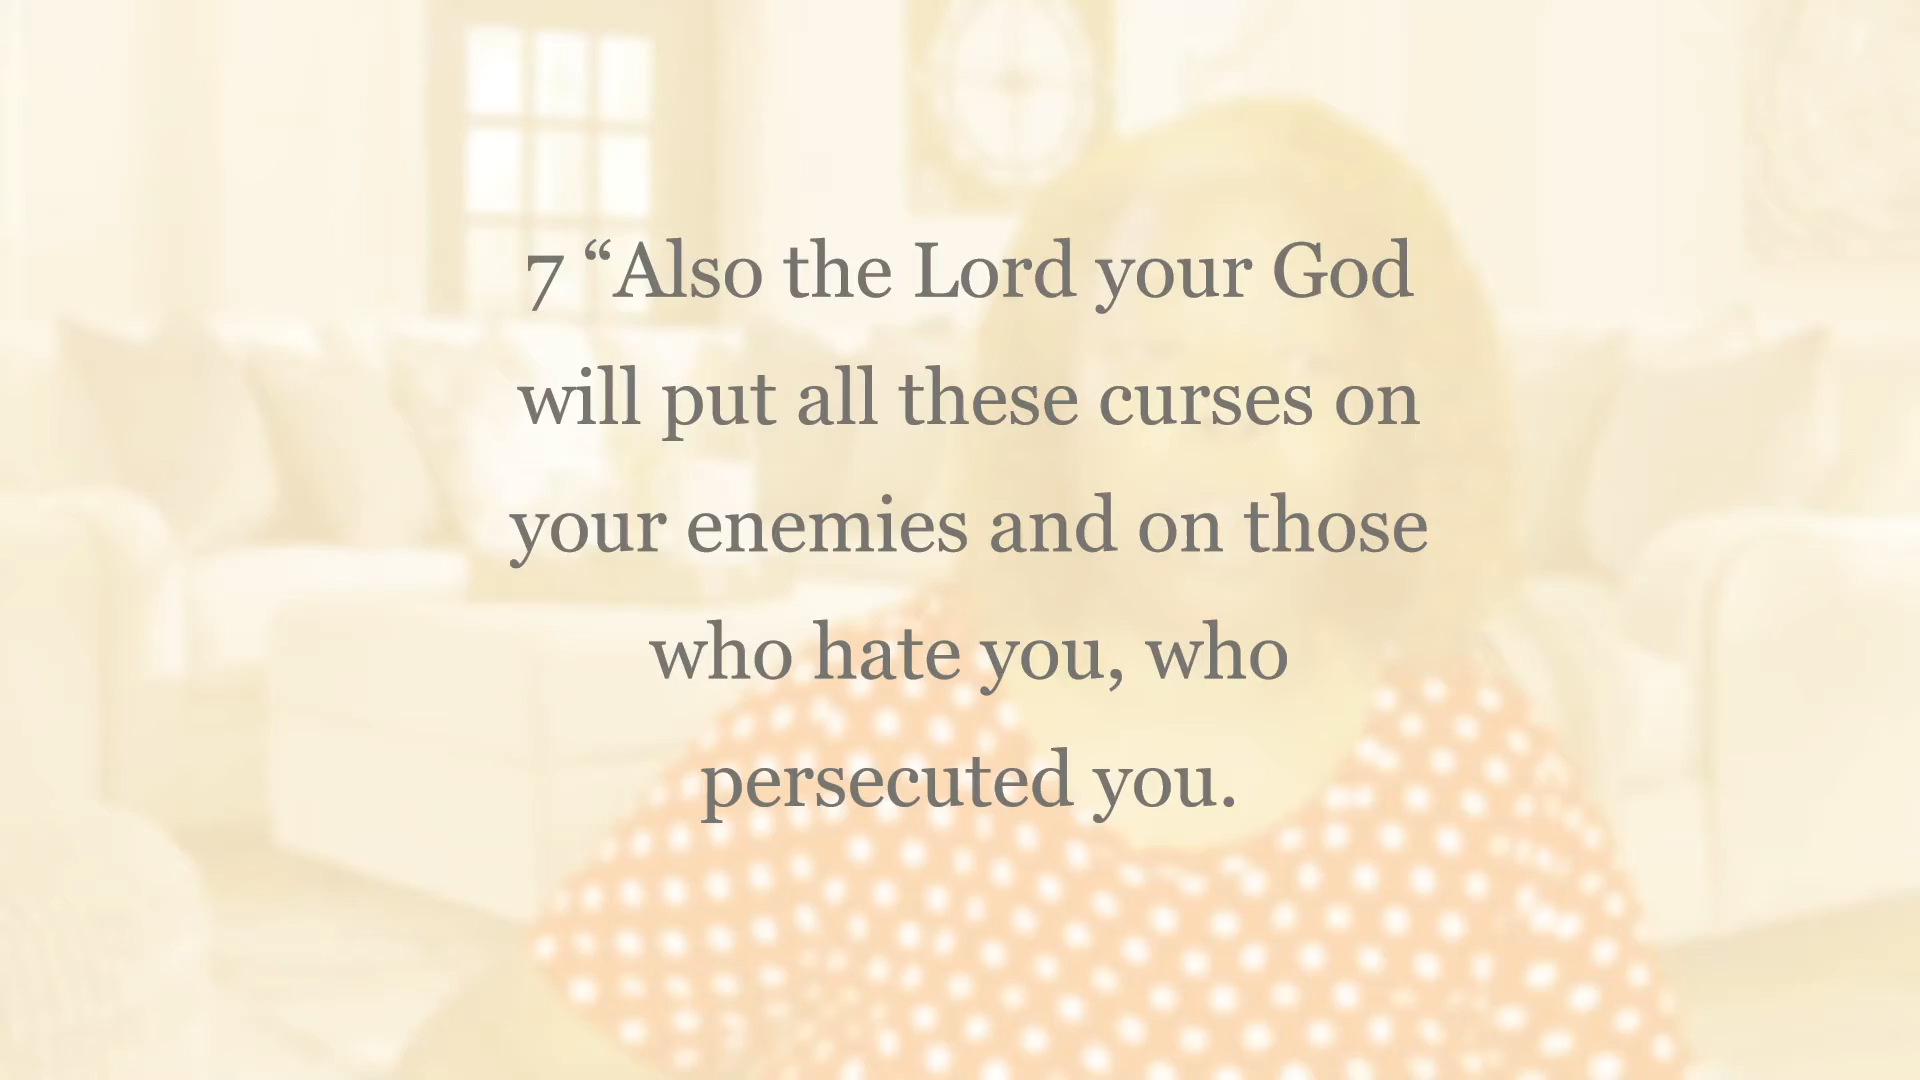 7 “Also the Lord your God
will put all these curses on
your enemies and on those
who hate you, who
persecuted you.